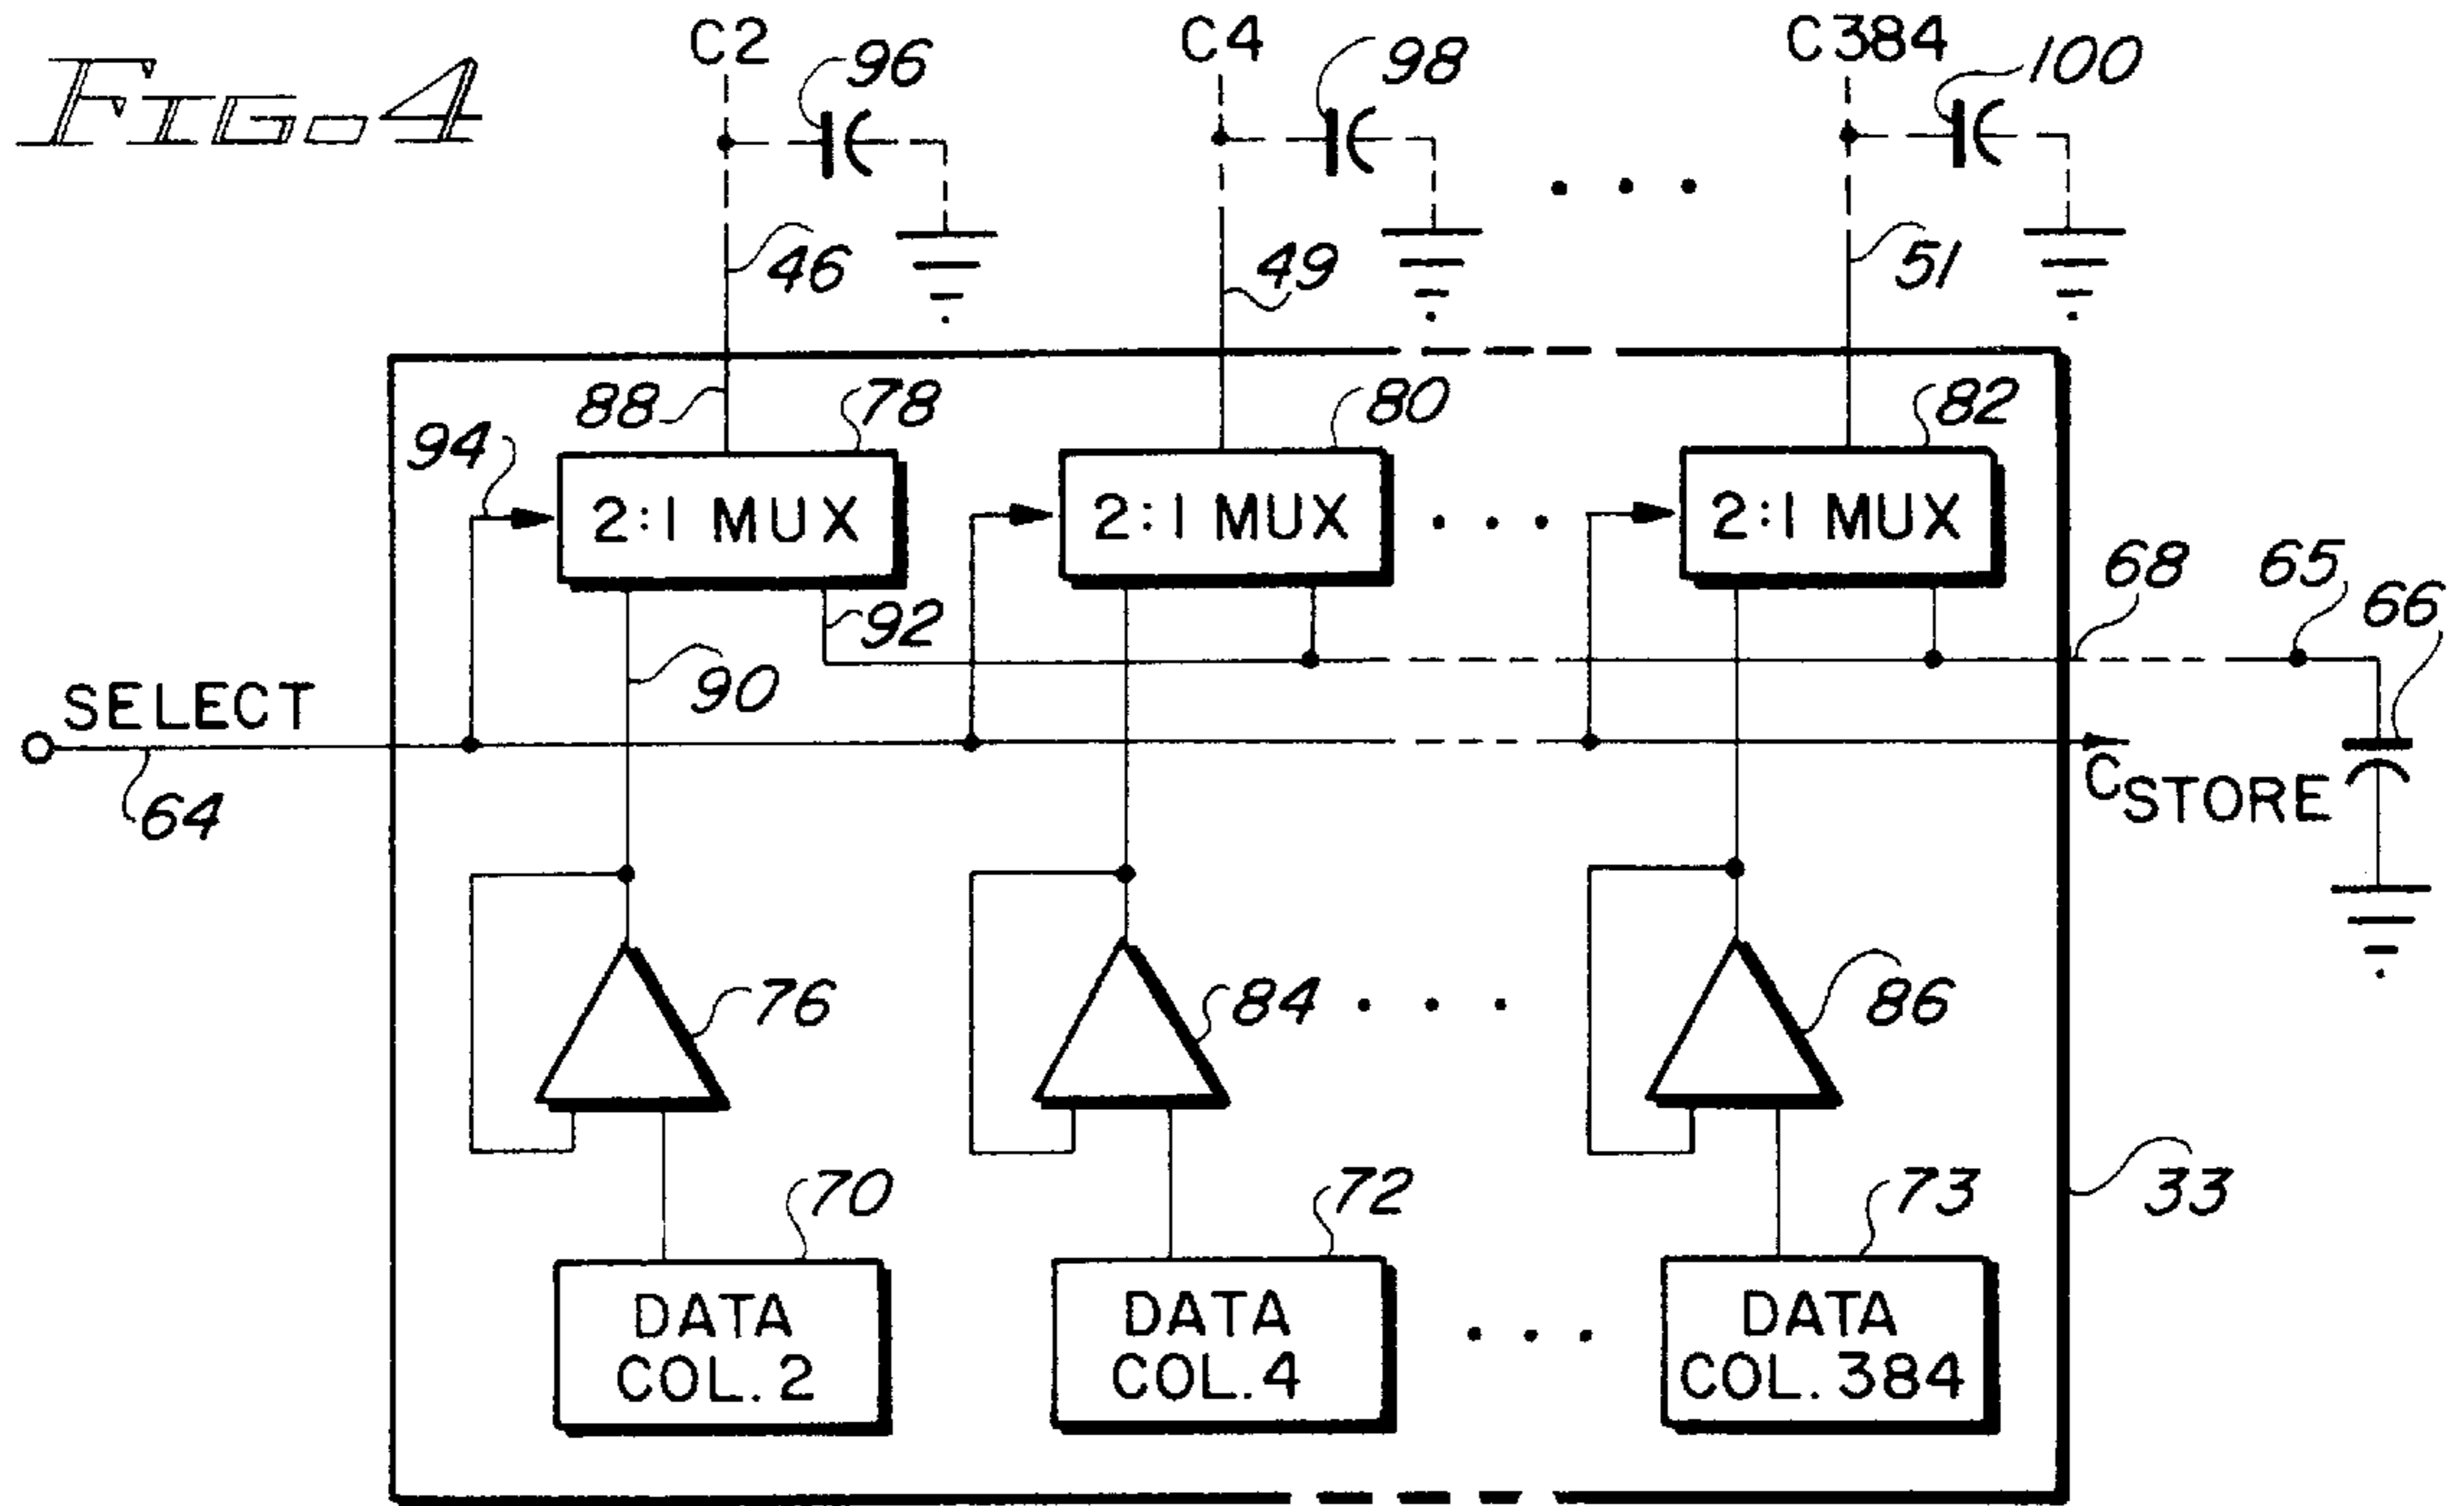 FIG. 4
C2
96
C4
98
C384
100
46
49
51
88
78
80
82
94
2:1 MUX
2:1 MUX
2:1 MUX
92
68
65
66
90
SELECT
64
CSTORE
76
84
86
70
72
73
33
DATA
COL. 2
DATA
COL. 4
DATA
COL. 384